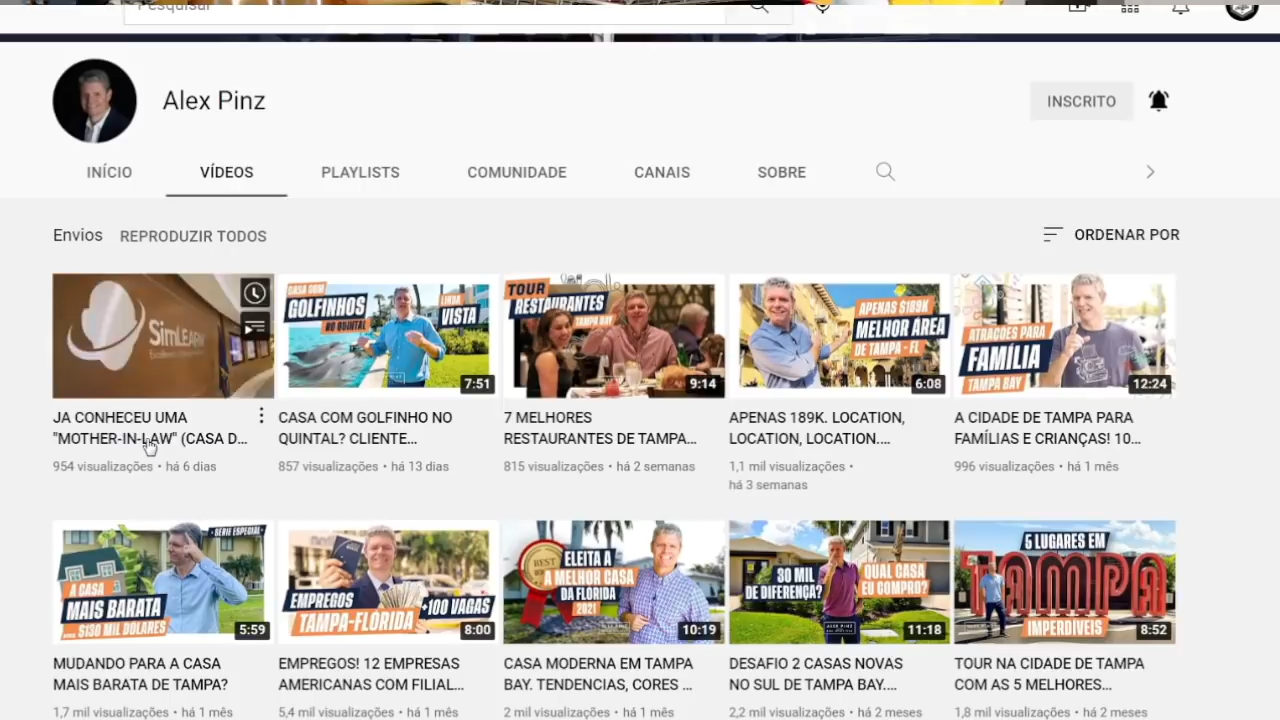 Pesquisar
Alex Pinz
INSCRITO
INÍCIO
VÍDEOS
PLAYLISTS
COMUNIDADE
CANAIS
SOBRE
Envios
REPRODUZIR TODOS
ORDENAR POR
SIMLEARN
CASA COM
GOLFINHOS
NO QUINTAL
LINDA
VISTA
7:51
TOUR
RESTAURANTES
TAMPA BAY
9:14
APENAS $189K
MELHOR ÁREA
DE TAMPA - FL
6:08
ATRAÇÕES PARA
FAMÍLIA
TAMPA BAY
12:24
JA CONHECEU UMA
"MOTHER-IN-LAW" (CASA D...
954 visualizações • há 6 dias
CASA COM GOLFINHO NO
QUINTAL? CLIENTE...
857 visualizações • há 13 dias
7 MELHORES
RESTAURANTES DE TAMPA...
815 visualizações • há 2 semanas
APENAS 189K. LOCATION,
LOCATION, LOCATION....
1,1 mil visualizações •
há 3 semanas
A CIDADE DE TAMPA PARA
FAMÍLIAS E CRIANÇAS! 10...
996 visualizações • há 1 mês
SÉRIE ESPECIAL
A CASA
MAIS BARATA
$130 MIL DOLARES
5:59
EMPREGOS
+100 VAGAS
TAMPA-FLÓRIDA
8:00
BEST
ELEITA A
A MELHOR CASA
DA FLORIDA
2021
10:19
30 MIL
DE DIFERENÇA?
QUAL CASA
EU COMPRO?
ALEX PINZ
11:18
5 LUGARES EM
TAMPA
IMPERDÍVEIS
8:52
MUDANDO PARA A CASA
MAIS BARATA DE TAMPA?
1,7 mil visualizações • há 1 mês
EMPREGOS! 12 EMPRESAS
AMERICANAS COM FILIAL...
5,4 mil visualizações • há 1 mês
CASA MODERNA EM TAMPA
BAY. TENDENCIAS, CORES ...
2 mil visualizações • há 1 mês
DESAFIO 2 CASAS NOVAS
NO SUL DE TAMPA BAY....
2,2 mil visualizações • há 2 meses
TOUR NA CIDADE DE TAMPA
COM AS 5 MELHORES...
1,8 mil visualizações • há 2 meses